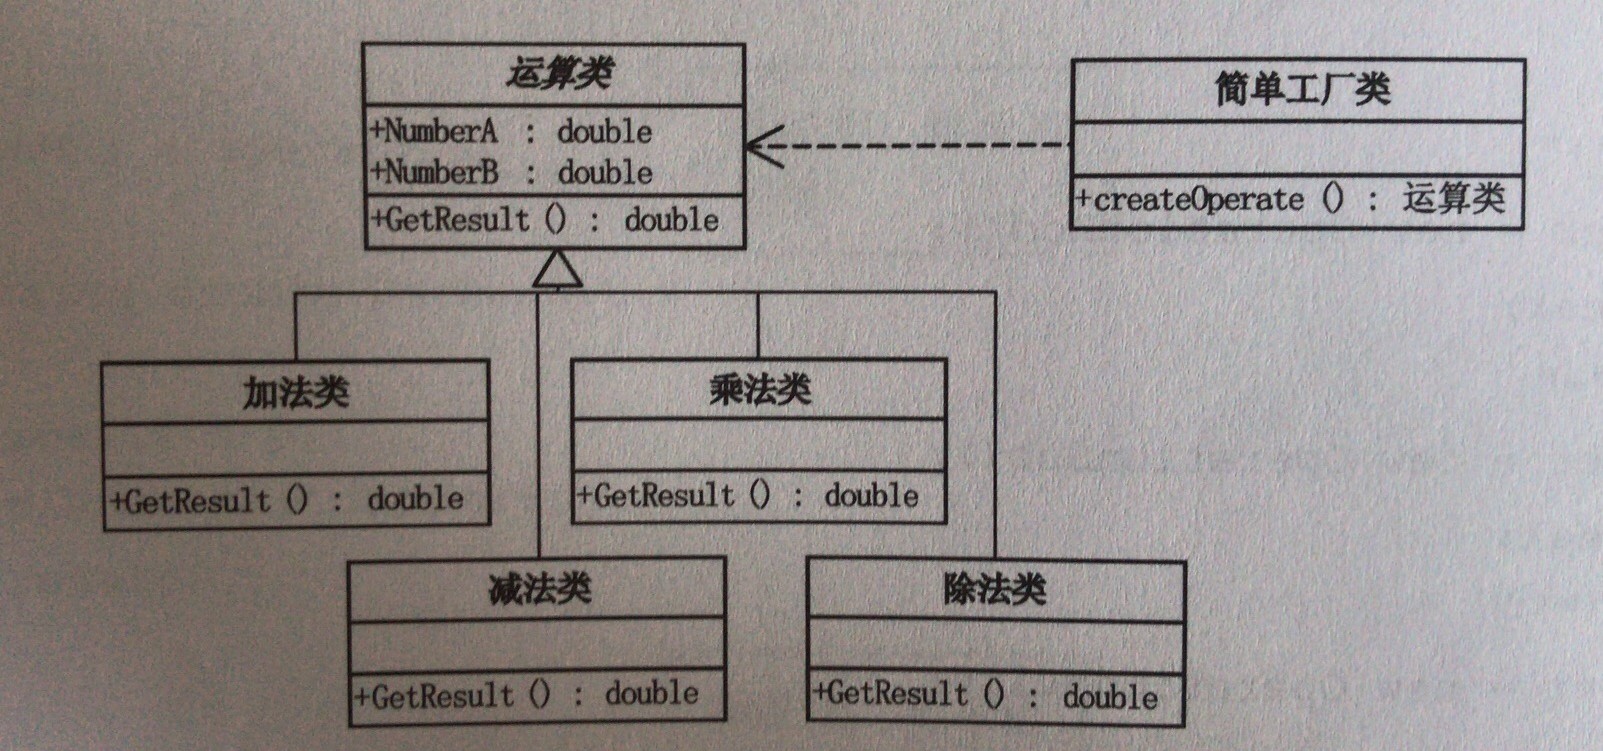 运算类
+NumberA : double
+NumberB : double
+GetResult () : double
简单工厂类
+createOperate () : 运算类
加法类
+GetResult () : double
乘法类
+GetResult () : double
减法类
+GetResult () : double
除法类
+GetResult () : double